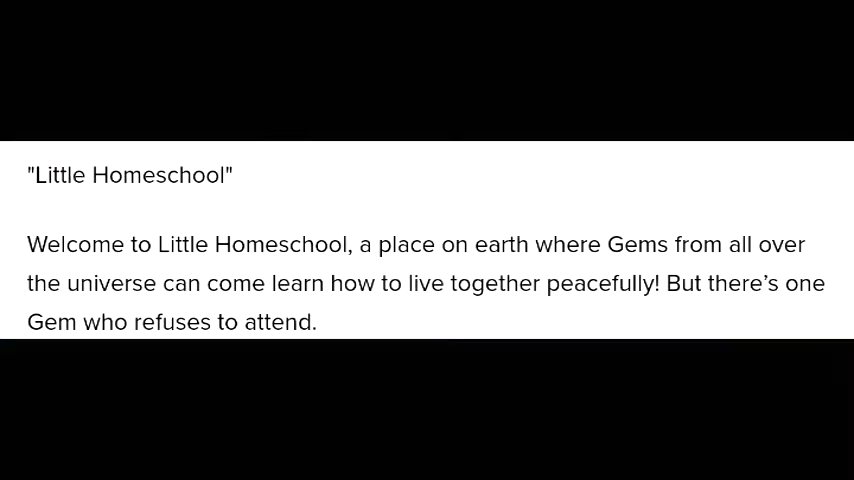 "Little Homeschool"
Welcome to Little Homeschool, a place on earth where Gems from all over
the universe can come learn how to live together peacefully! But there’s one
Gem who refuses to attend.